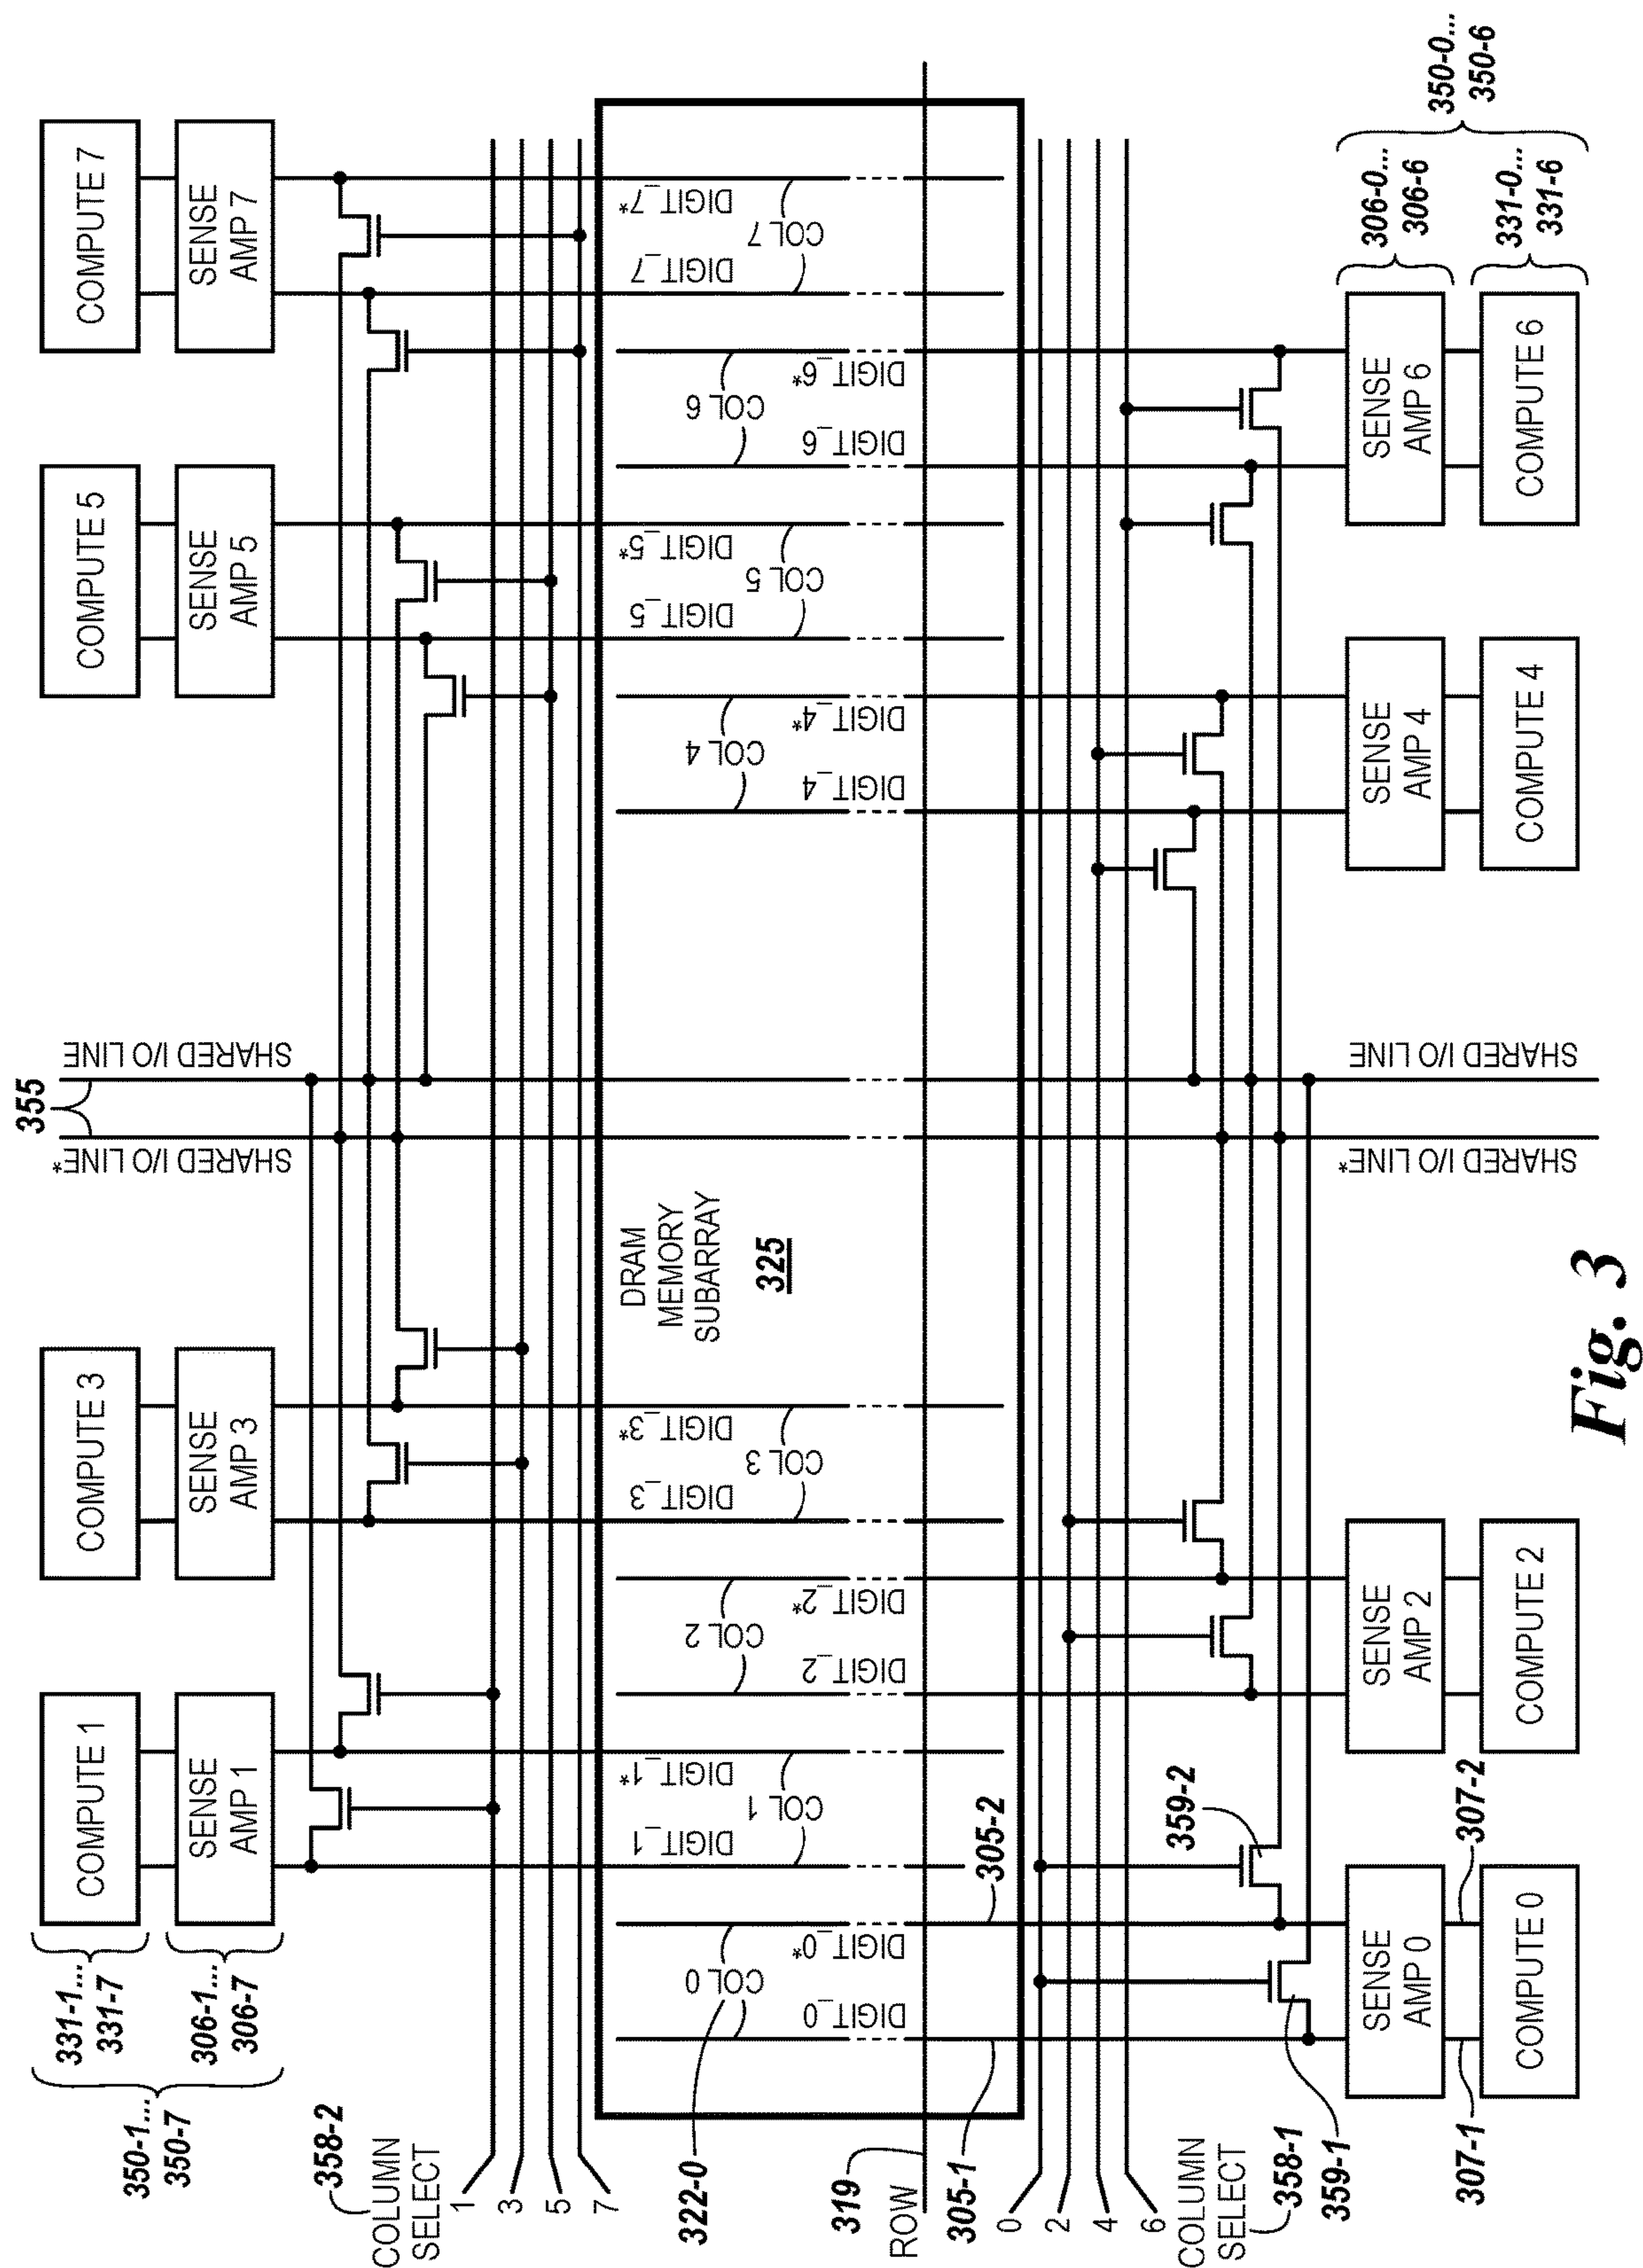 355
350-1...
350-7
331-1...
331-7
306-1...
306-7
COMPUTE 1
COMPUTE 3
COMPUTE 5
COMPUTE 7
SENSE
AMP 1
SENSE
AMP 3
SENSE
AMP 5
SENSE
AMP 7
SHARED I/O LINE*
SHARED I/O LINE
358-2
COLUMN
SELECT
1
3
5
7
322-0
319
ROW
305-1
DRAM
MEMORY
SUBARRAY
325
DIGIT_0
COL 0
DIGIT_0*
DIGIT_1
COL 1
DIGIT_1*
DIGIT_2
COL 2
DIGIT_2*
DIGIT_3
COL 3
DIGIT_3*
DIGIT_4
COL 4
DIGIT_4*
DIGIT_5
COL 5
DIGIT_5*
DIGIT_6
COL 6
DIGIT_6*
DIGIT_7
COL 7
DIGIT_7*
305-2
0
2
4
6
COLUMN
SELECT
358-1
359-1
359-2
SENSE
AMP 0
SENSE
AMP 2
SENSE
AMP 4
SENSE
AMP 6
307-1
307-2
COMPUTE 0
COMPUTE 2
COMPUTE 4
COMPUTE 6
SHARED I/O LINE*
SHARED I/O LINE
306-0...
306-6
331-0...
331-6
350-0...
350-6
Fig. 3